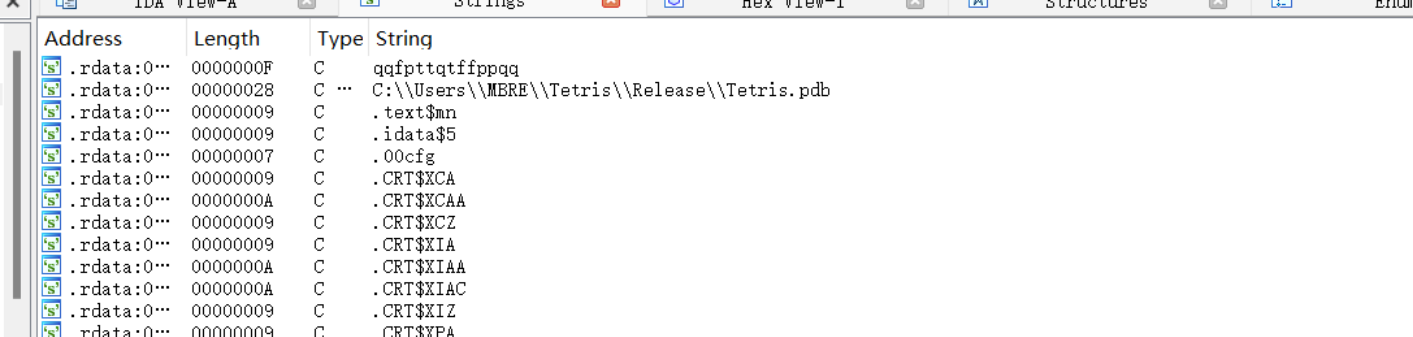 IDA View-A Strings Hex View-1 Structures Enum
Address Length Type String
.rdata:0… 0000000F C qqfpttqtffppqq
.rdata:0… 00000028 C … C:\\Users\\MBRE\\Tetris\\Release\\Tetris.pdb
.rdata:0… 00000009 C .text$mn
.rdata:0… 00000009 C .idata$5
.rdata:0… 00000007 C .00cfg
.rdata:0… 00000009 C .CRT$XCA
.rdata:0… 0000000A C .CRT$XCAA
.rdata:0… 00000009 C .CRT$XCZ
.rdata:0… 00000009 C .CRT$XIA
.rdata:0… 0000000A C .CRT$XIAA
.rdata:0… 0000000A C .CRT$XIAC
.rdata:0… 00000009 C .CRT$XIZ
.rdata:0… 00000009 C .CRT$XPA